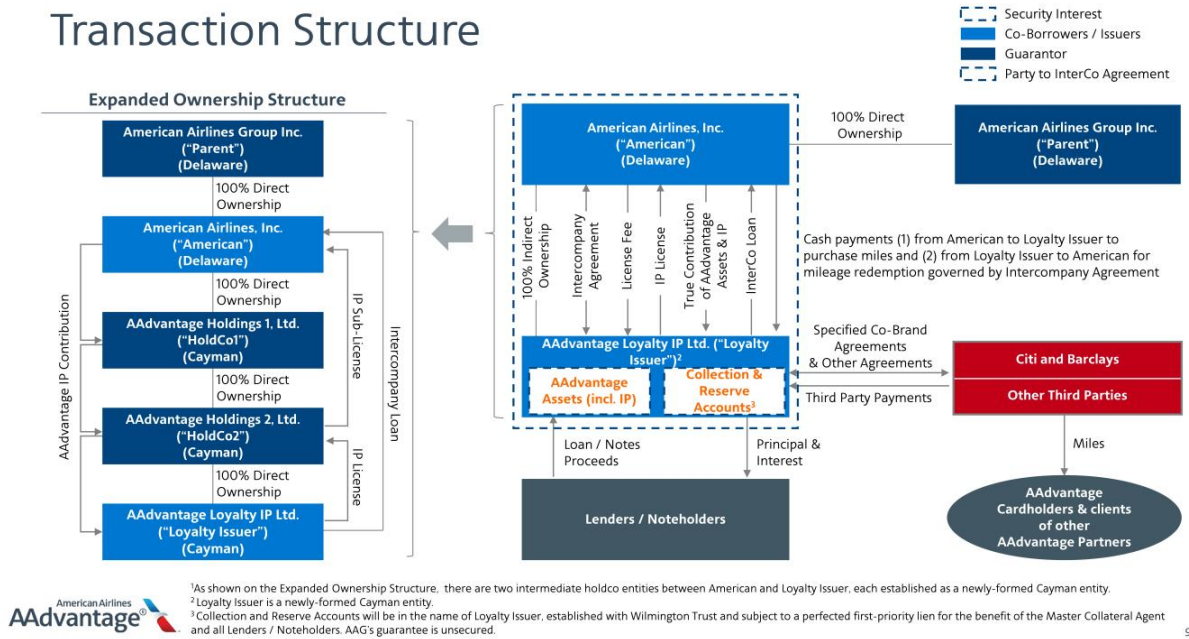 Transaction Structure
Security Interest
Co-Borrowers / Issuers
Guarantor
Party to InterCo Agreement
Expanded Ownership Structure
American Airlines Group Inc.
(“Parent”)
(Delaware)
100% Direct
Ownership
American Airlines, Inc.
(“American”)
(Delaware)
100% Direct
Ownership
AAdvantage Holdings 1, Ltd.
(“HoldCo1”)
(Cayman)
100% Direct
Ownership
AAdvantage Holdings 2, Ltd.
(“HoldCo2”)
(Cayman)
100% Direct
Ownership
AAdvantage Loyalty IP Ltd.
(“Loyalty Issuer”)
(Cayman)
AAdvantage IP Contribution
IP Sub-License
IP License
Intercompany Loan
American Airlines, Inc.
(“American”)
(Delaware)
100% Direct
Ownership
American Airlines Group Inc.
(“Parent”)
(Delaware)
100% Indirect
Ownership
Intercompany
Agreement
License Fee
IP License
True Contribution
of AAdvantage
Assets & IP
InterCo Loan
Cash payments (1) from American to Loyalty Issuer to
purchase miles and (2) from Loyalty Issuer to American for
mileage redemption governed by Intercompany Agreement
AAdvantage Loyalty IP Ltd. (“Loyalty
Issuer”)2
AAdvantage
Assets (incl. IP)
Collection &
Reserve
Accounts3
Specified Co-Brand
Agreements
& Other Agreements
Third Party Payments
Citi and Barclays
Other Third Parties
Loan / Notes
Proceeds
Principal &
Interest
Miles
Lenders / Noteholders
AAdvantage
Cardholders & clients
of other
AAdvantage Partners
1As shown on the Expanded Ownership Structure, there are two intermediate holdco entities between American and Loyalty Issuer, each established as a newly-formed Cayman entity.
2 Loyalty Issuer is a newly-formed Cayman entity.
3 Collection and Reserve Accounts will be in the name of Loyalty Issuer, established with Wilmington Trust and subject to a perfected first-priority lien for the benefit of the Master Collateral Agent
and all Lenders / Noteholders. AAG’s guarantee is unsecured.
American Airlines
AAdvantage®
9